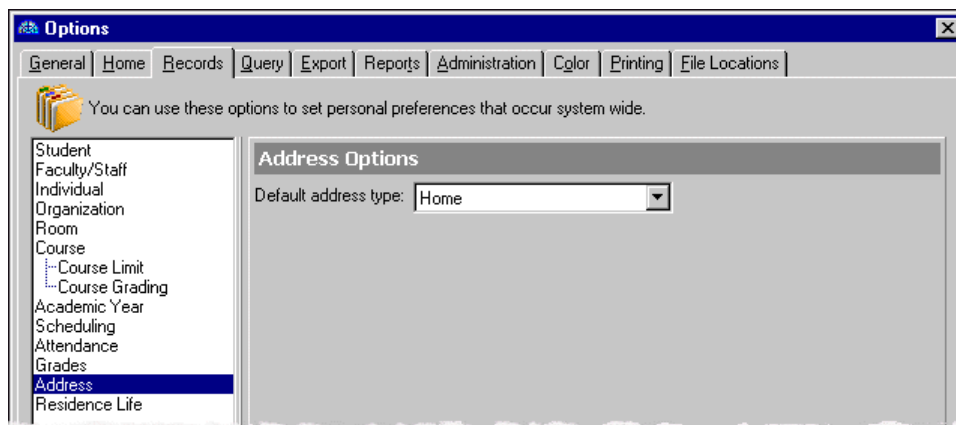 Options
General Home Records Query Export Reports Administration Color Printing File Locations
You can use these options to set personal preferences that occur system wide.
Student
Faculty/Staff
Individual
Organization
Room
Course
Course Limit
Course Grading
Academic Year
Scheduling
Attendance
Grades
Address
Residence Life
Address Options
Default address type: Home